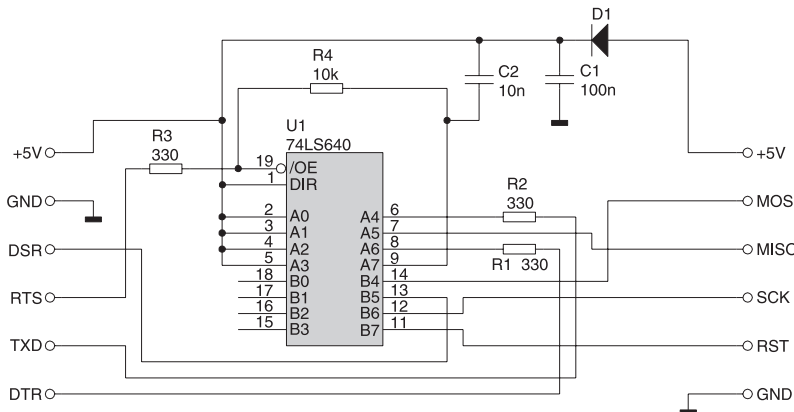 D1
R4
10k
C2
10n
C1
100n
U1
74LS640
R3
330
+5V
+5V
19
/OE
1
DIR
GND
R2
330
MOS
2
A0
A4
6
3
A1
A5
7
DSR
MISO
4
A2
A6
8
R1 330
5
A3
A7
9
18
B0
B4
14
RTS
17
B1
B5
13
SCK
16
B2
B6
12
15
B3
B7
11
TXD
RST
DTR
GND